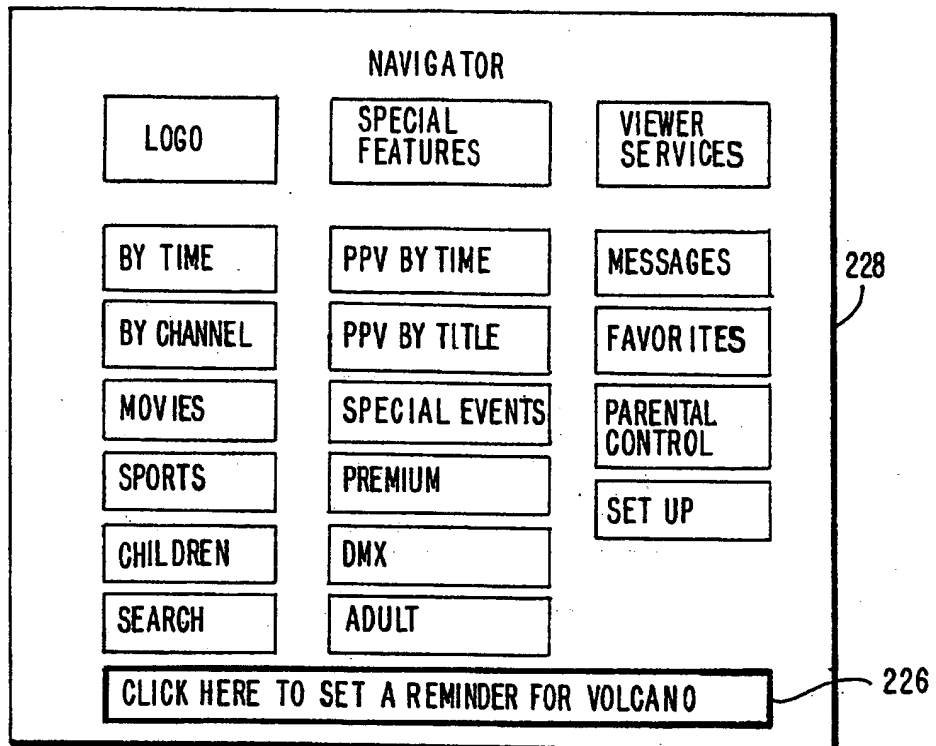 NAVIGATOR
LOGO
SPECIAL
FEATURES
VIEWER
SERVICES
BY TIME
PPV BY TIME
MESSAGES
BY CHANNEL
PPV BY TITLE
FAVORITES
MOVIES
SPECIAL EVENTS
PARENTAL
CONTROL
SPORTS
PREMIUM
SET UP
CHILDREN
DMX
SEARCH
ADULT
CLICK HERE TO SET A REMINDER FOR VOLCANO
228
226